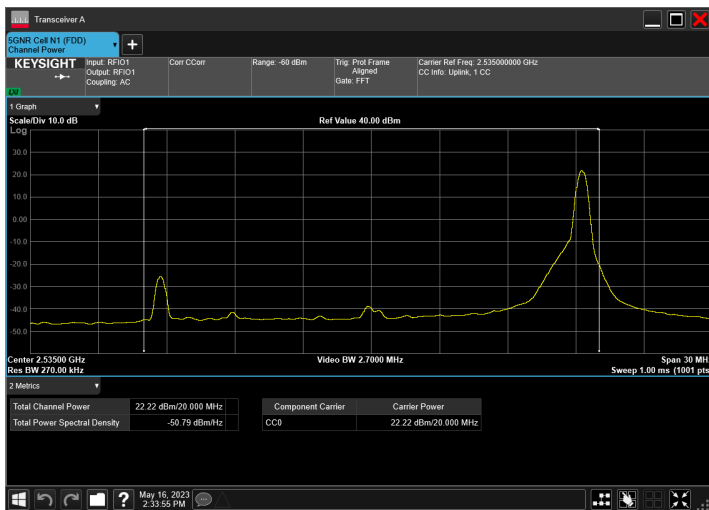 Transceiver A
5GNR Cell N1 (FDD)
Channel Power
KEYSIGHT
Input: RFIO1
Output: RFIO1
Coupling: AC
Corr CCorr
Range: -60 dBm
Trig: Prot Frame
Aligned
Gate: FFT
Carrier Ref Freq: 2.535000000 GHz
CC Info: Uplink, 1 CC
LXI
1 Graph
Scale/Div 10.0 dB
Ref Value 40.00 dBm
Log
30.0
20.0
10.0
0.00
-10.0
-20.0
-30.0
-40.0
-50.0
Center 2.53500 GHz
Video BW 2.7000 MHz
Span 30 MH
Res BW 270.00 kHz
Sweep 1.00 ms (1001 pts
2 Metrics
Total Channel Power 22.22 dBm/20.000 MHz
Total Power Spectral Density -50.79 dBm/Hz
Component Carrier Carrier Power
CC0 22.22 dBm/20.000 MHz
?
May 16, 2023
2:33:55 PM